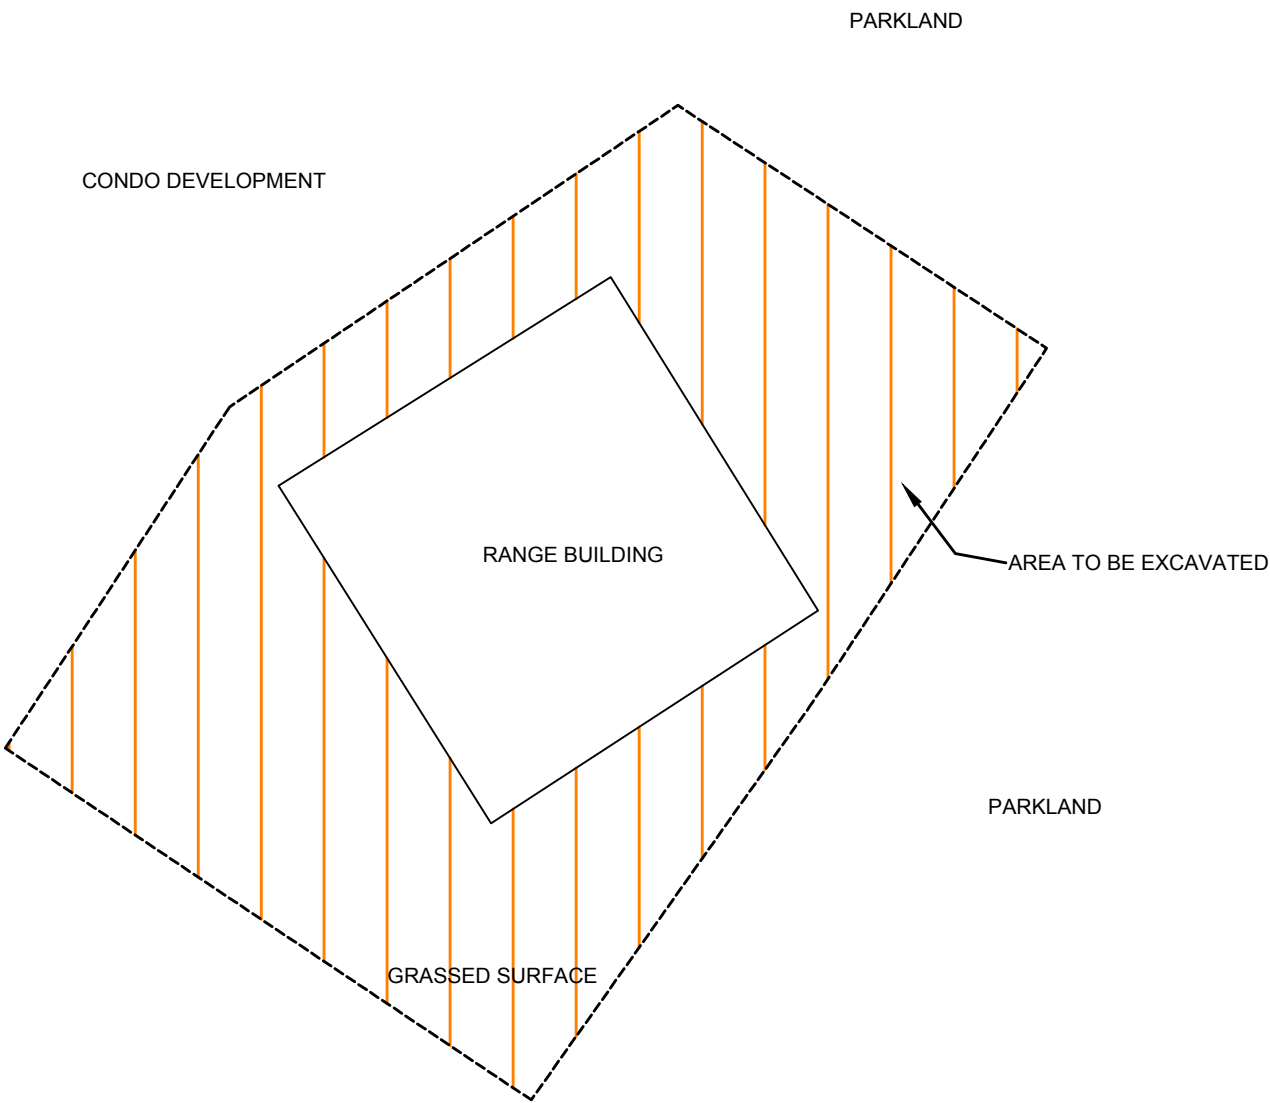 PARKLAND
CONDO DEVELOPMENT
RANGE BUILDING
AREA TO BE EXCAVATED
PARKLAND
GRASSED SURFACE